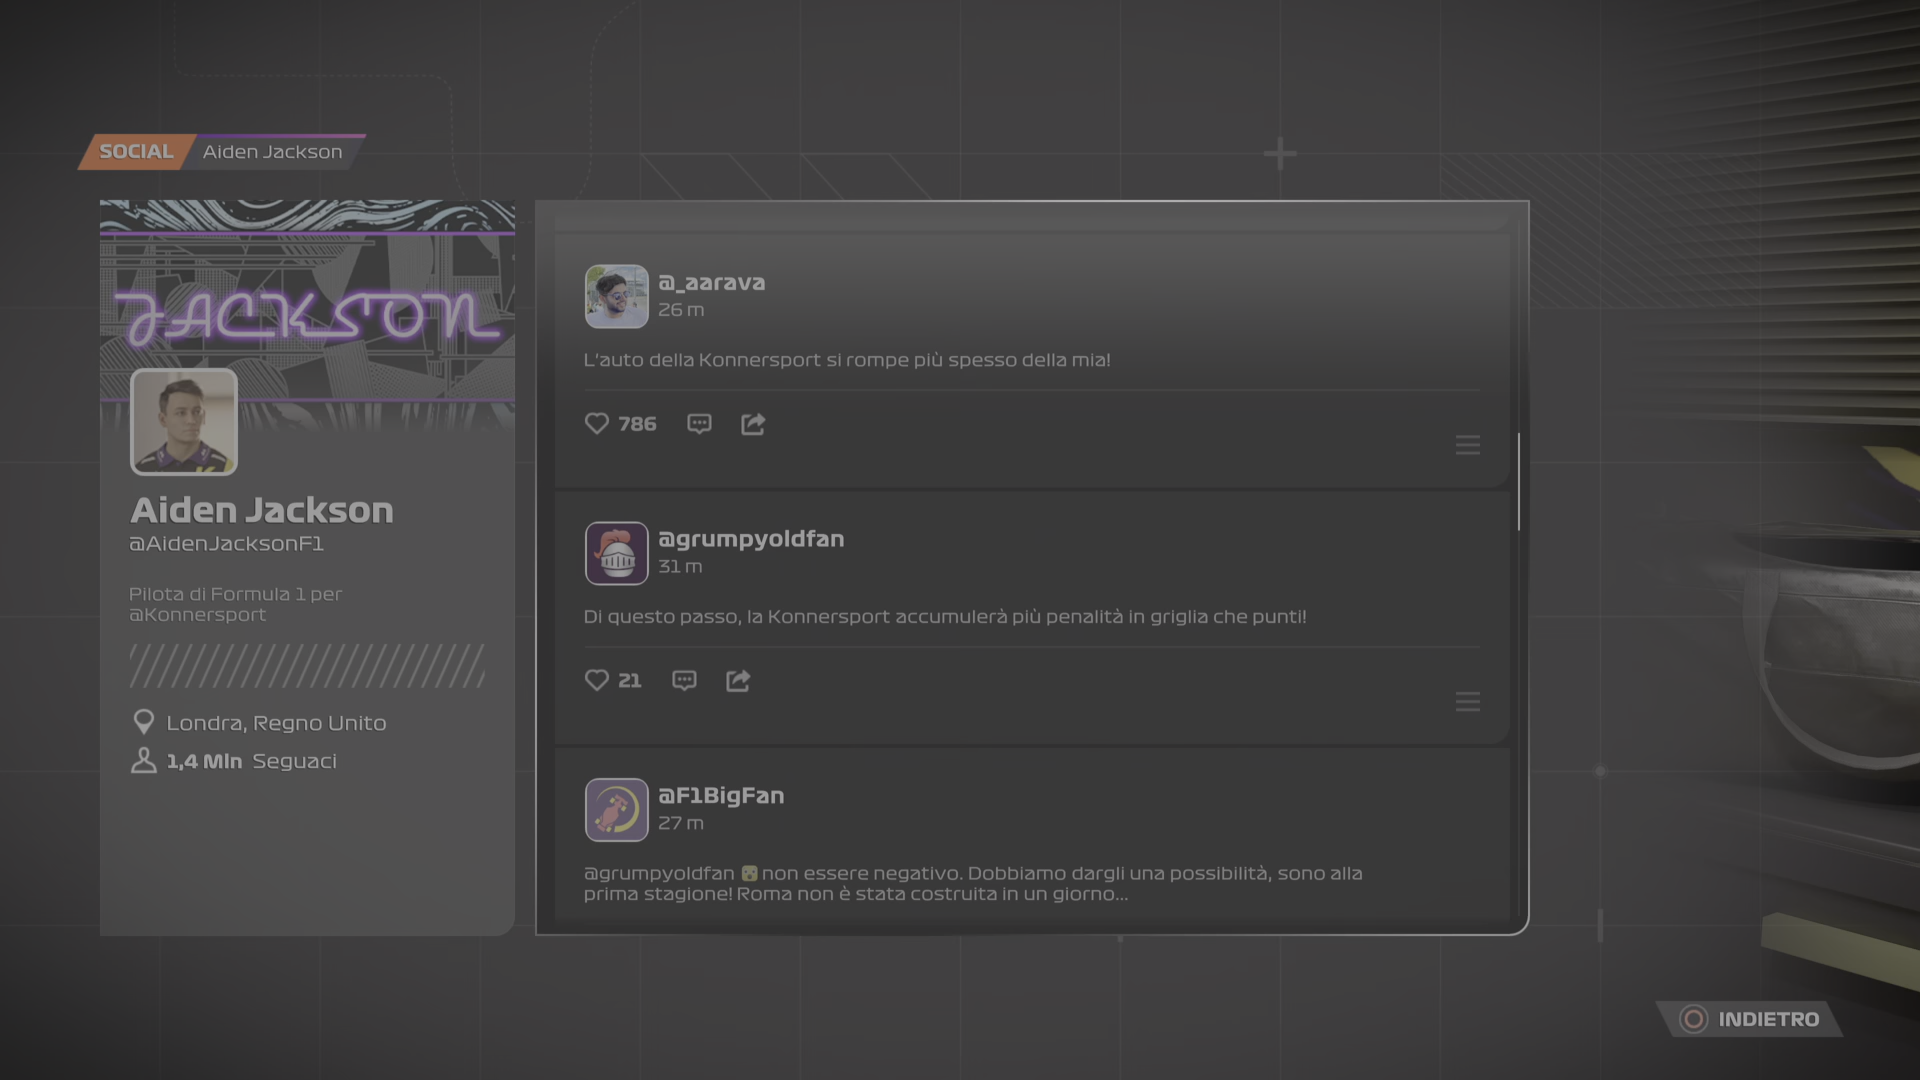 SOCIAL Aiden Jackson
JACKSON
Aiden Jackson
@AidenJacksonF1
Pilota di Formula 1 per
@Konnersport
Londra, Regno Unito
1,4 Mln Seguaci
@_aarava
26 m
L'auto della Konnersport si rompe più spesso della mia!
786
@grumpyoldfan
31 m
Di questo passo, la Konnersport accumulerà più penalità in griglia che punti!
21
@F1BigFan
27 m
@grumpyoldfan 😮 non essere negativo. Dobbiamo dargli una possibilità, sono alla
prima stagione! Roma non è stata costruita in un giorno...
INDIETRO